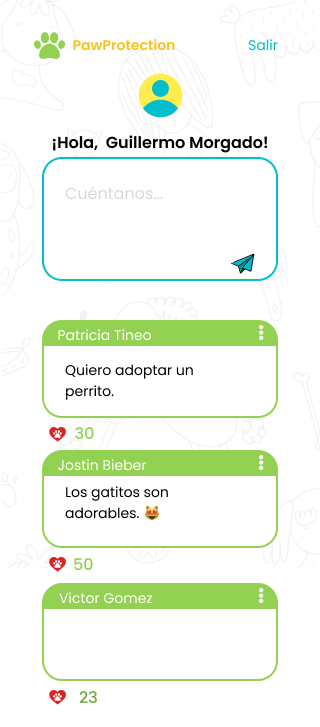 PawProtection
Salir
¡Hola, Guillermo Morgado!
Cuéntanos...
Patricia Tineo
Quiero adoptar un
perrito.
30
Jostin Bieber
Los gatitos son
adorables. 😻
50
Victor Gomez
23